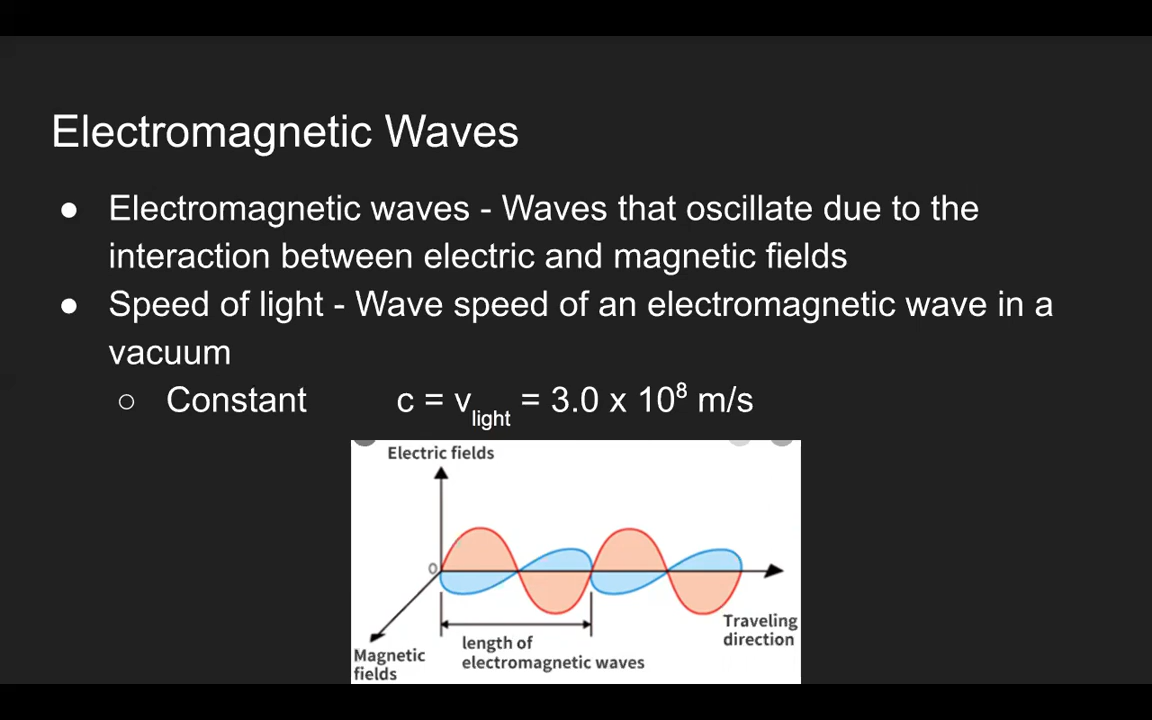 Electromagnetic Waves
● Electromagnetic waves - Waves that oscillate due to the
interaction between electric and magnetic fields
● Speed of light - Wave speed of an electromagnetic wave in a
vacuum
○ Constant c = v_light = 3.0 x 10⁸ m/s
Electric fields
0
Traveling
direction
length of
electromagnetic waves
Magnetic
fields